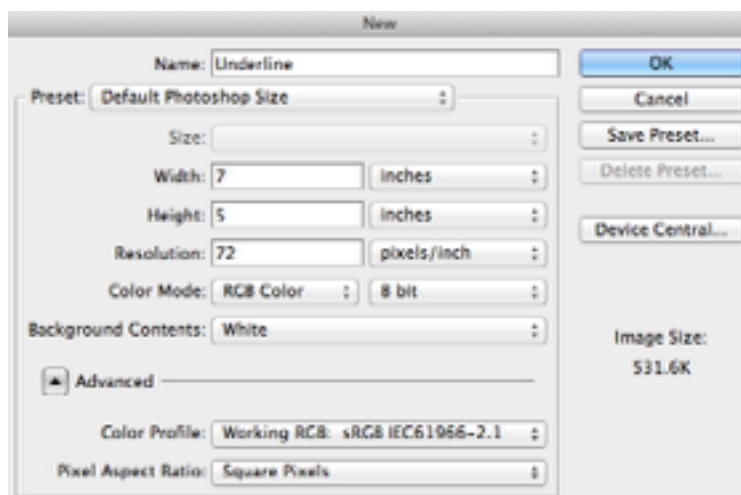 New
Name: Underline
OK
Preset: Default Photoshop Size
Cancel
Size:
Save Preset...
Width: 7 inches
Delete Preset...
Height: 5 inches
Device Central...
Resolution: 72 pixels/inch
Color Mode: RGB Color 8 bit
Background Contents: White
Image Size:
531.6K
Advanced
Color Profile: Working RGB: sRGB IEC61966-2.1
Pixel Aspect Ratio: Square Pixels